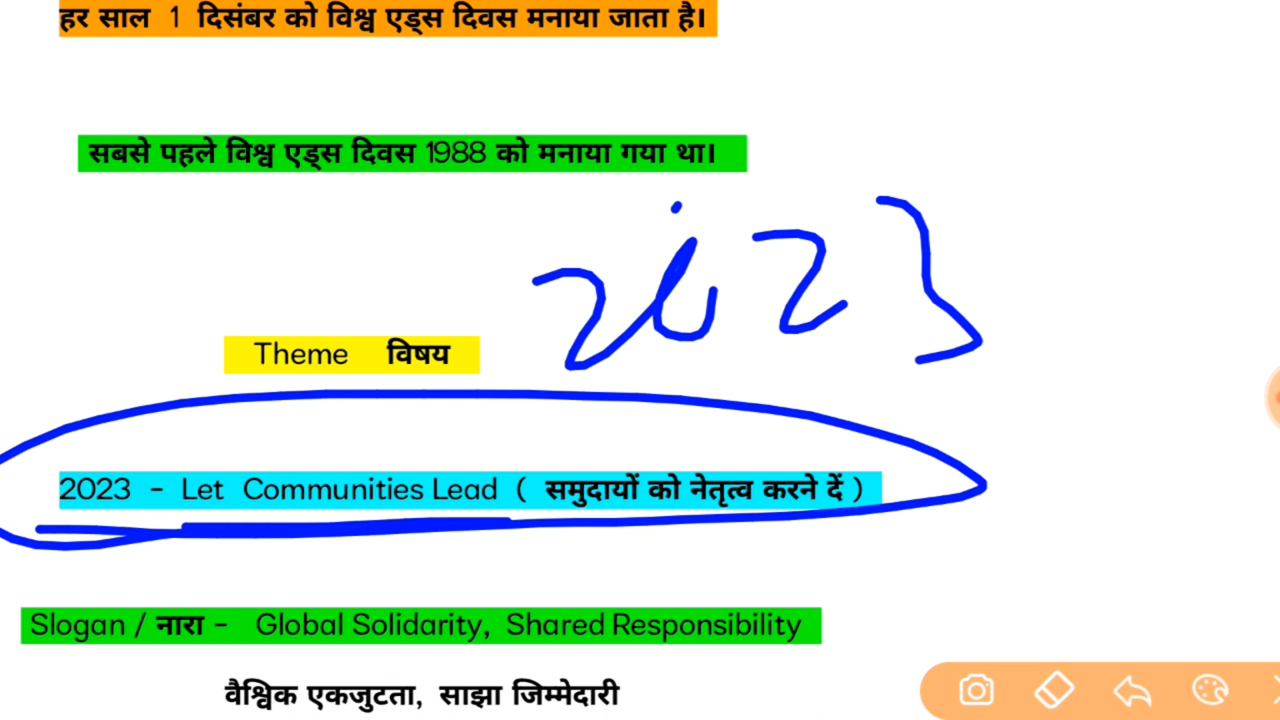 हर साल 1 दिसंबर को विश्व एड्स दिवस मनाया जाता है।
सबसे पहले विश्व एड्स दिवस 1988 को मनाया गया था।
2023
Theme विषय
2023 - Let Communities Lead ( समुदायों को नेतृत्व करने दें )
Slogan / नारा - Global Solidarity, Shared Responsibility
वैश्विक एकजुटता, साझा जिम्मेदारी